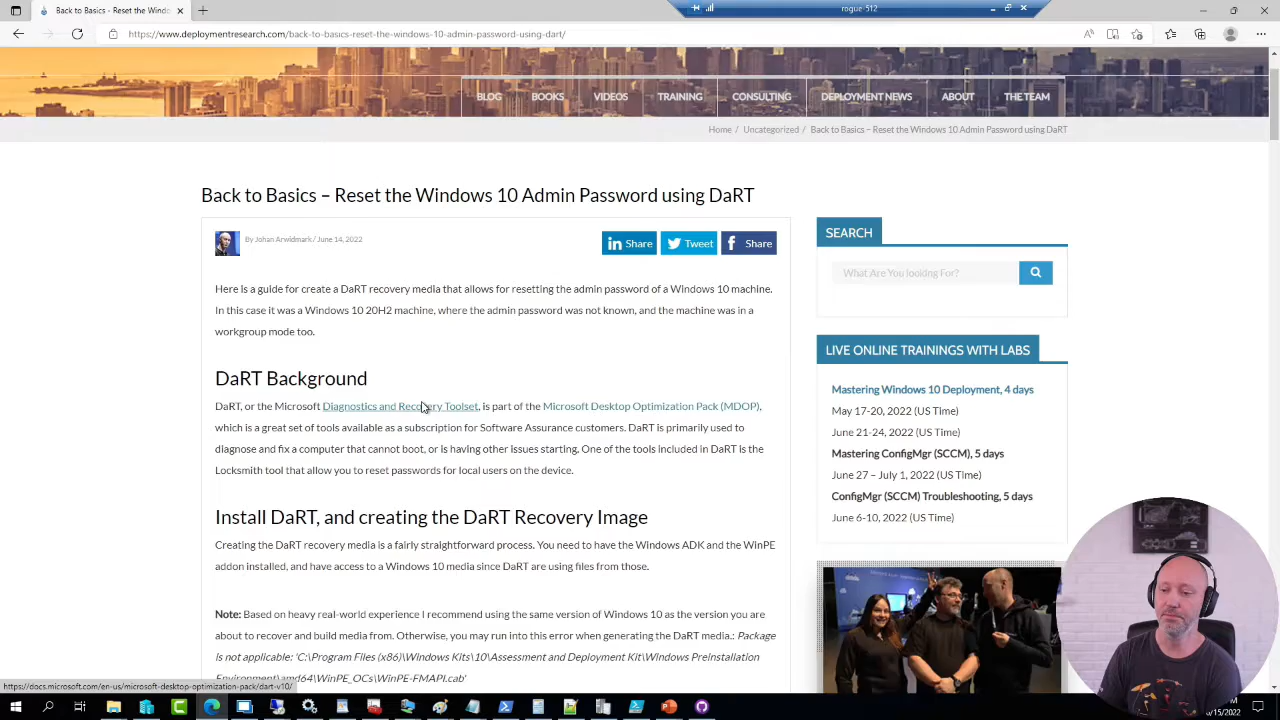 Back to Basics - Reset the Wind
rogue-512
https://www.deploymentresearch.com/back-to-basics-reset-the-windows-10-admin-password-using-dart/
BLOG BOOKS VIDEOS TRAINING CONSULTING DEPLOYMENT NEWS ABOUT THE TEAM
Home / Uncategorized / Back to Basics – Reset the Windows 10 Admin Password using DaRT
Back to Basics – Reset the Windows 10 Admin Password using DaRT
By Johan Arwidmark / June 14, 2022
Share Tweet Share
Here is a guide for create a DaRT recovery media that allows for resetting the admin password of a Windows 10 machine.
In this case it was a Windows 10 20H2 machine, where the admin password was not known, and the machine was in a
workgroup mode too.
DaRT Background
DaRT, or the Microsoft Diagnostics and Recovery Toolset, is part of the Microsoft Desktop Optimization Pack (MDOP),
which is a great set of tools available as a subscription for Software Assurance customers. DaRT is primarily used to
diagnose and fix a computer that cannot boot, or is having other issues starting. One of the tools included in DaRT is the
Locksmith tool that allow you to reset passwords for local users on the device.
Install DaRT, and creating the DaRT Recovery Image
Creating the DaRT recovery media is a fairly straightforward process. You need to have the Windows ADK and the WinPE
addon installed, and have access to a Windows 10 media since DaRT are using files from those.
Note: Based on heavy real-world experience I recommend using the same version of Windows 10 as the version you are
about to recover and build media from. Otherwise, you may run into this error when generating the DaRT media.: Package
is not applicable: 'C:\Program Files (x86)\Windows Kits\10\Assessment and Deployment Kit\Windows Preinstallation
Environment\amd64\WinPE_OCs\WinPE-FMAPI.cab'
SEARCH
What Are You looking For?
LIVE ONLINE TRAININGS WITH LABS
Mastering Windows 10 Deployment, 4 days
May 17-20, 2022 (US Time)
June 21-24, 2022 (US Time)
Mastering ConfigMgr (SCCM), 5 days
June 27 – July 1, 2022 (US Time)
ConfigMgr (SCCM) Troubleshooting, 5 days
June 6-10, 2022 (US Time)
https://docs.microsoft.com/en-us/microsoft-desktop-optimization-pack/dart-v10/
/15/2022